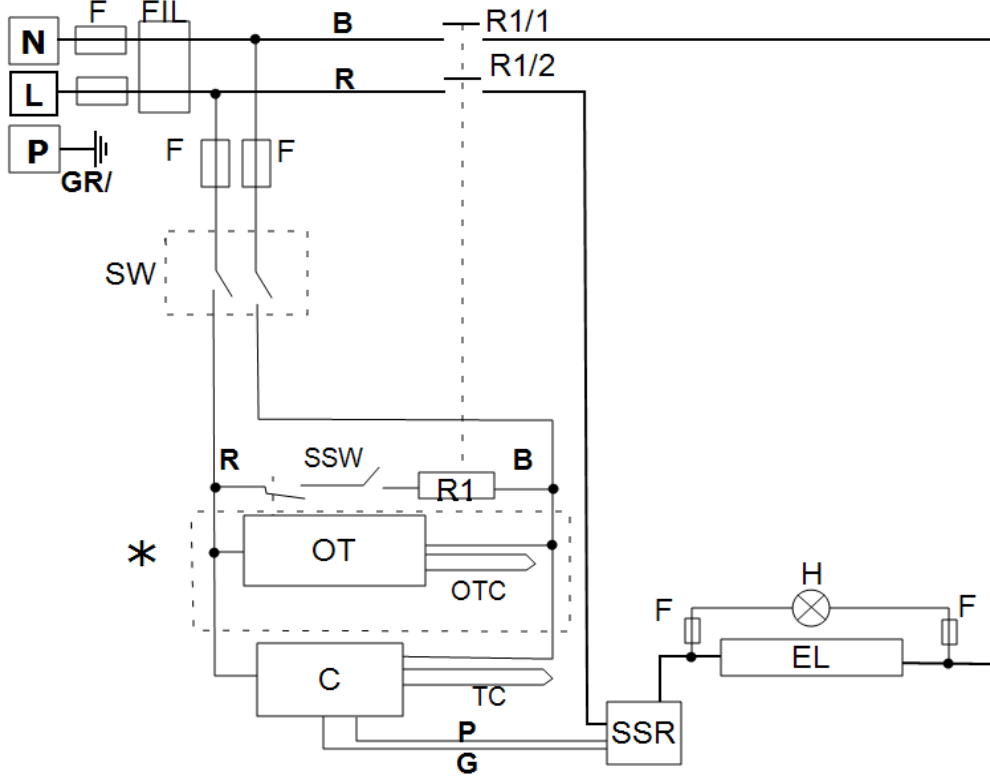 F FIL
N B R1/1
L R R1/2
P F F
GR/
SW
R SSW B
R1
* OT
OTC
H
F F
EL
C
TC
P SSR
G